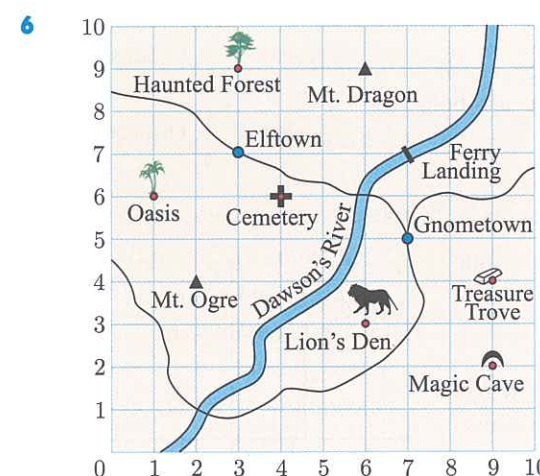 6
10
9
Haunted Forest
Mt. Dragon
8
Elftown
7
Ferry
Landing
6
Oasis
Cemetery
Gnometown
5
Dawson's River
4
Mt. Ogre
Treasure
Trove
3
Lion's Den
2
Magic Cave
1
0 1 2 3 4 5 6 7 8 9 10